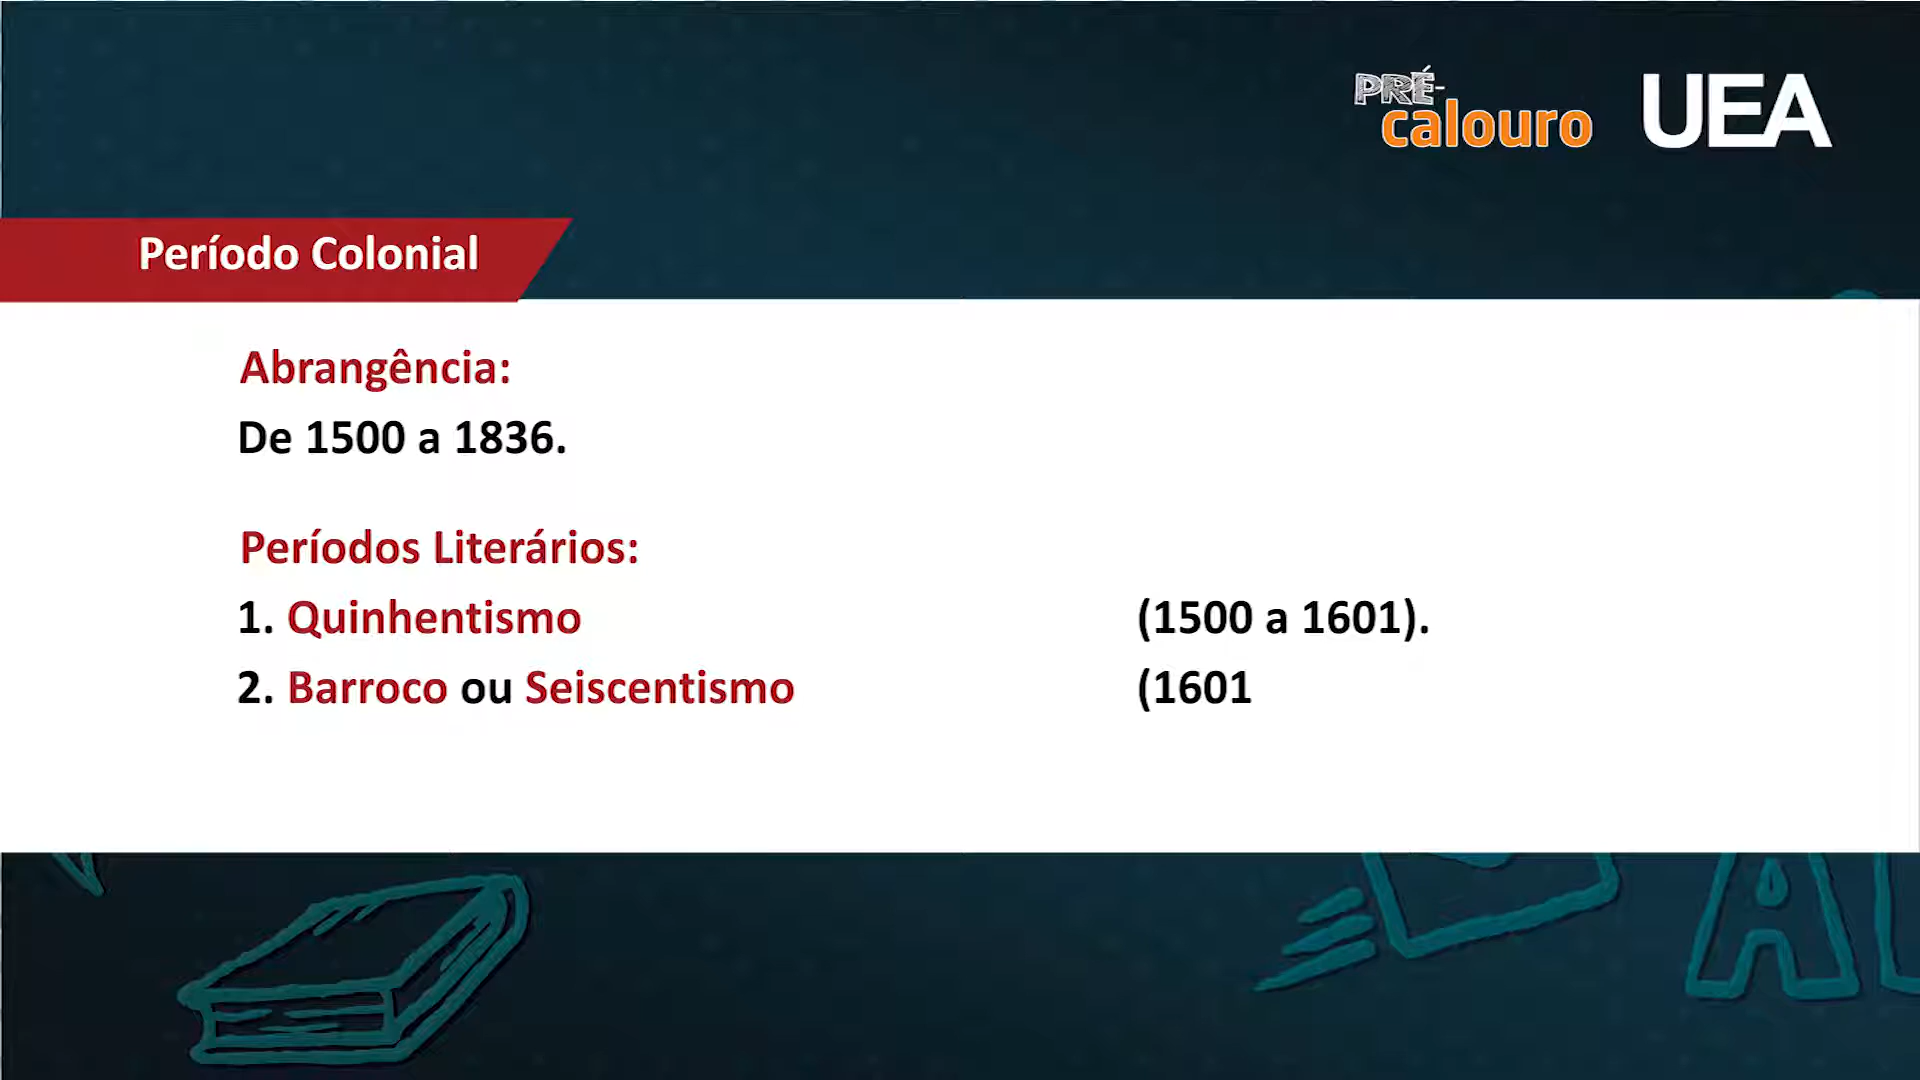 PRÉ-
calouro
UEA
Período Colonial
Abrangência:
De 1500 a 1836.
Períodos Literários:
1. Quinhentismo (1500 a 1601).
2. Barroco ou Seiscentismo (1601